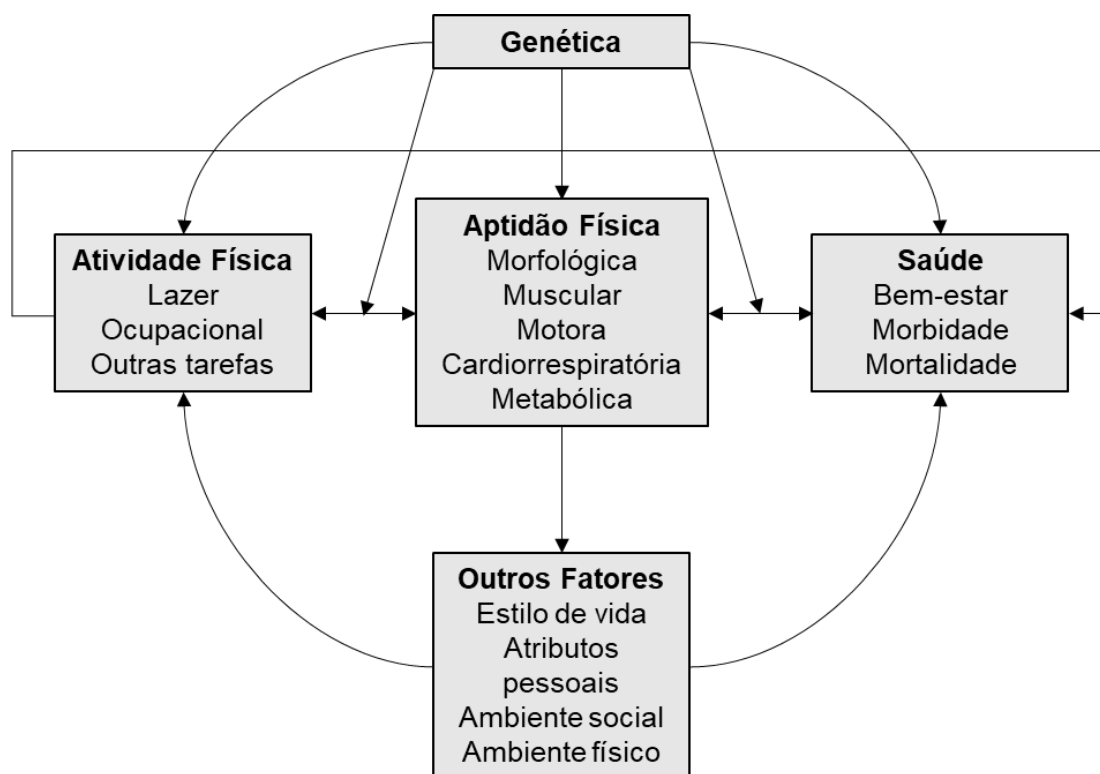 Genética
Atividade Física
Lazer
Ocupacional
Outras tarefas
Aptidão Física
Morfológica
Muscular
Motora
Cardiorrespiratória
Metabólica
Saúde
Bem-estar
Morbidade
Mortalidade
Outros Fatores
Estilo de vida
Atributos
pessoais
Ambiente social
Ambiente físico